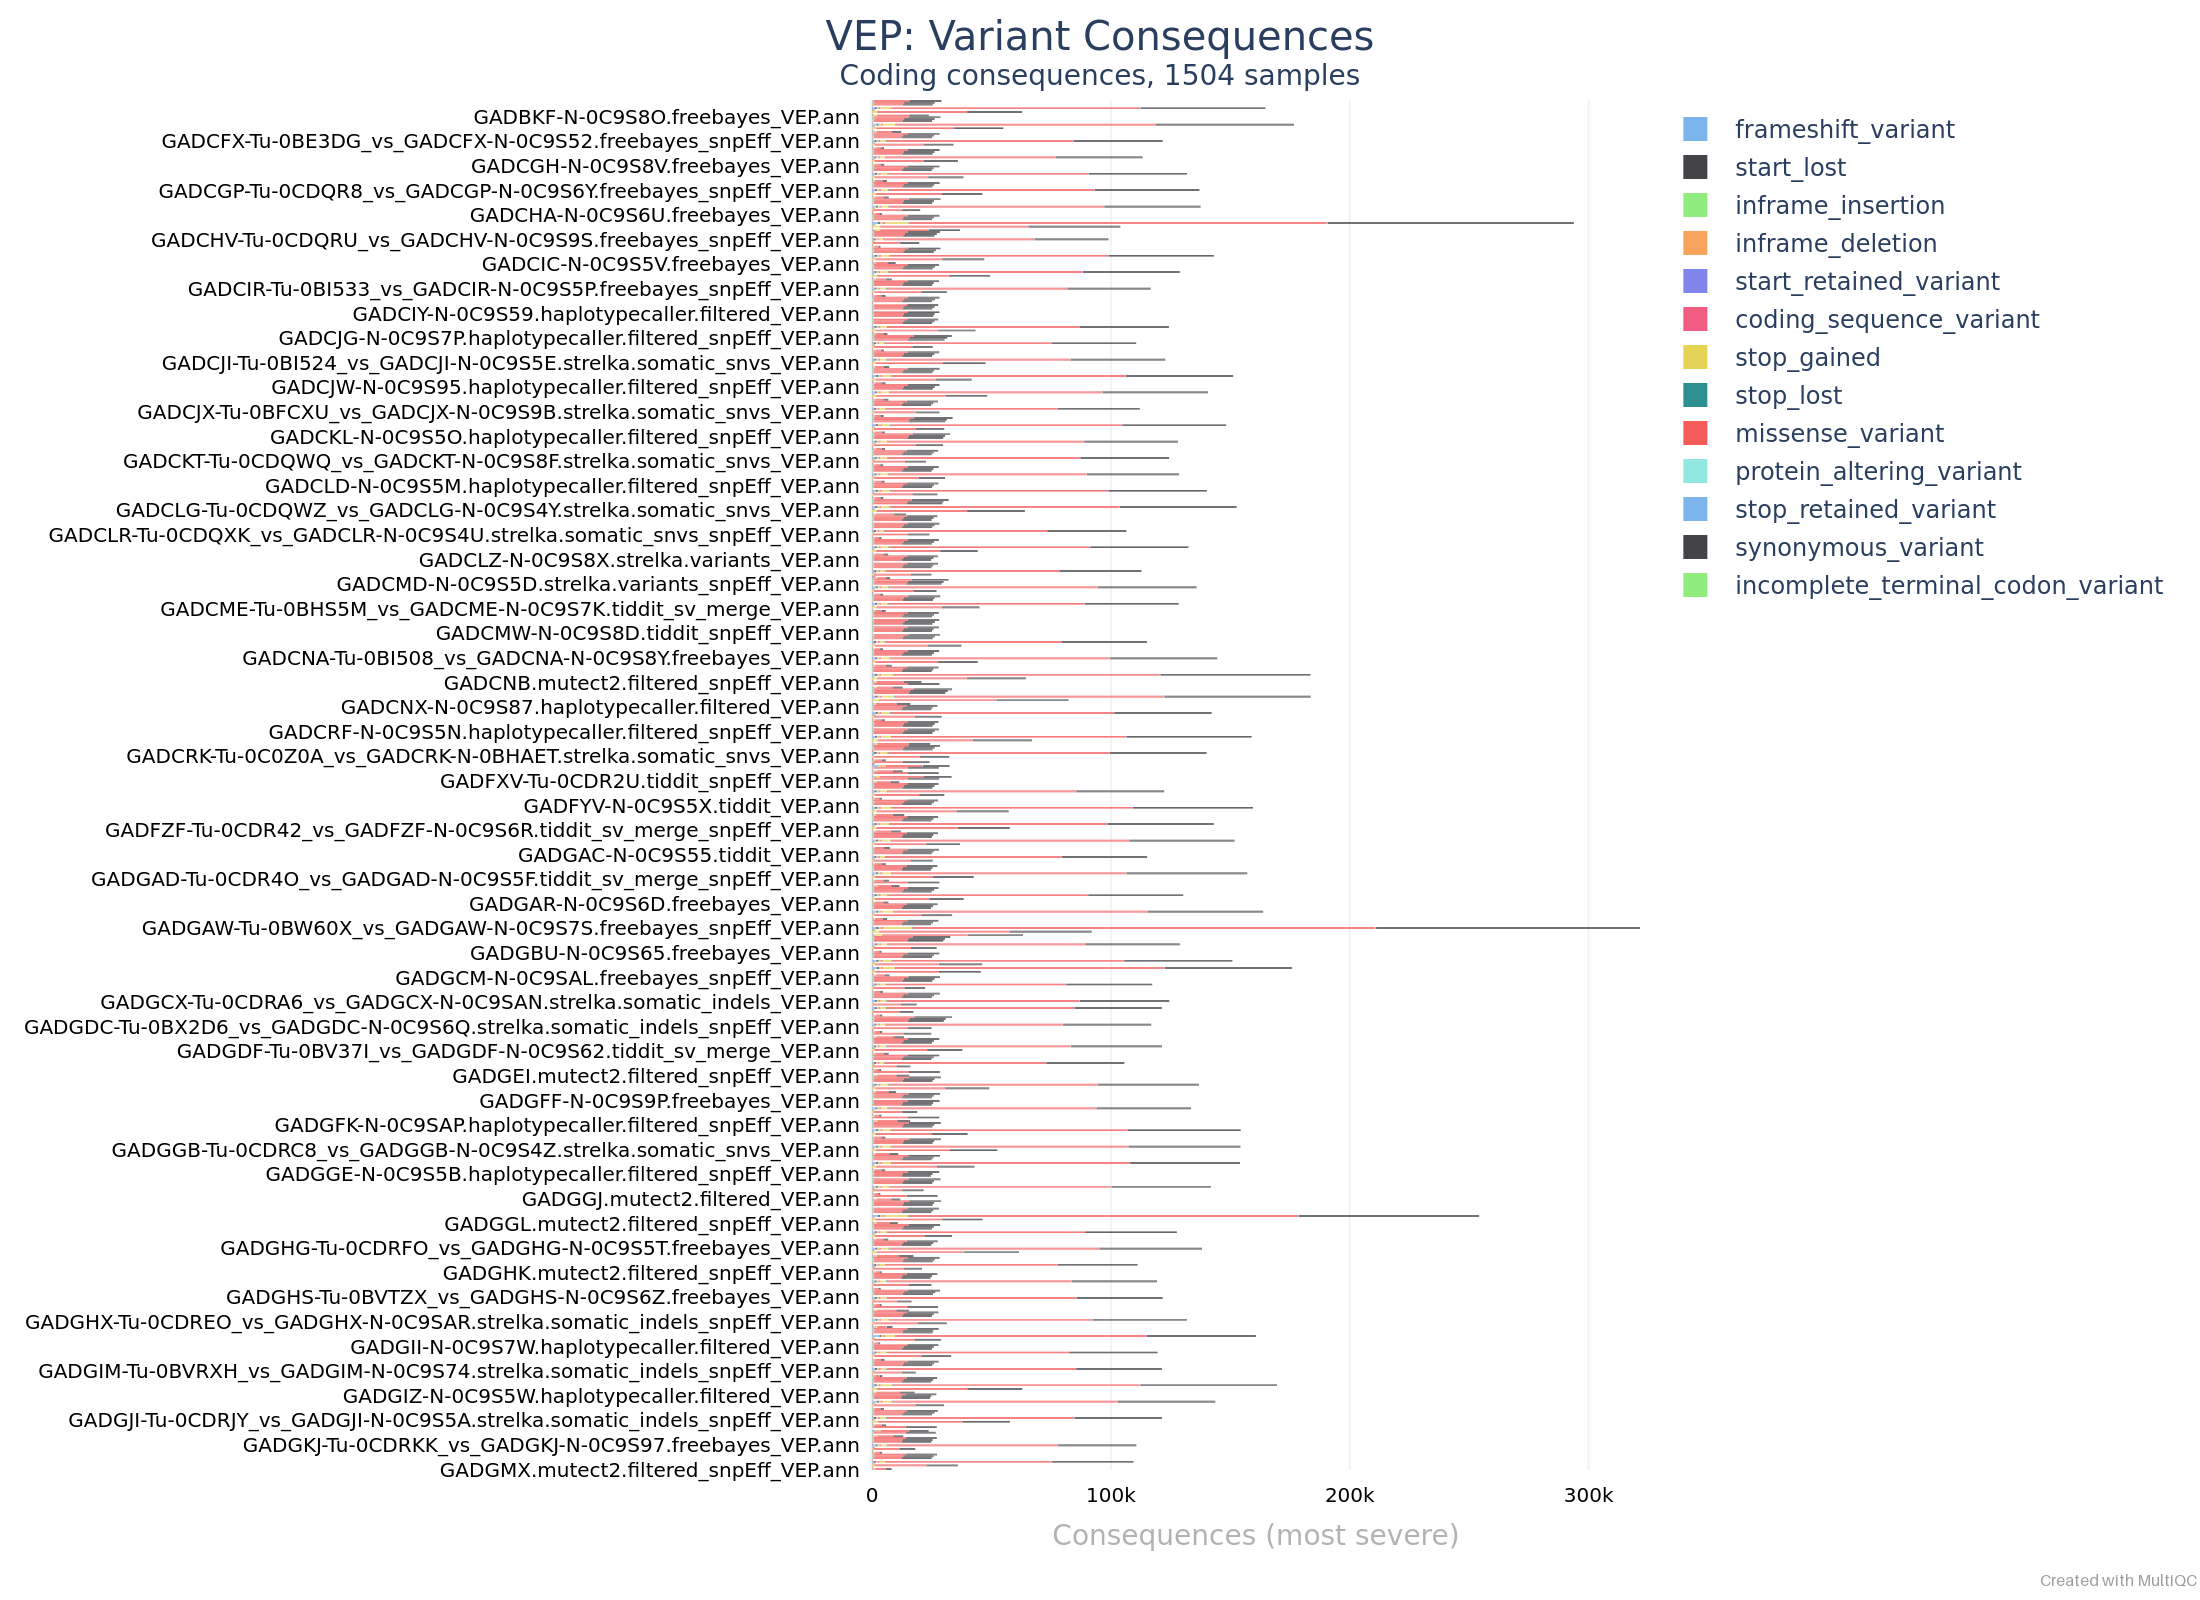 VEP: Variant Consequences
Coding consequences, 1504 samples
GADBKF-N-0C9S8O.freebayes_VEP.ann
GADCFX-Tu-0BE3DG_vs_GADCFX-N-0C9S52.freebayes_snpEff_VEP.ann
GADCGH-N-0C9S8V.freebayes_VEP.ann
GADCGP-Tu-0CDQR8_vs_GADCGP-N-0C9S6Y.freebayes_snpEff_VEP.ann
GADCHA-N-0C9S6U.freebayes_VEP.ann
GADCHV-Tu-0CDQRU_vs_GADCHV-N-0C9S9S.freebayes_snpEff_VEP.ann
GADCIC-N-0C9S5V.freebayes_VEP.ann
GADCIR-Tu-0BI533_vs_GADCIR-N-0C9S5P.freebayes_snpEff_VEP.ann
GADCIY-N-0C9S59.haplotypecaller.filtered_VEP.ann
GADCJG-N-0C9S7P.haplotypecaller.filtered_snpEff_VEP.ann
GADCJI-Tu-0BI524_vs_GADCJI-N-0C9S5E.strelka.somatic_snvs_VEP.ann
GADCJW-N-0C9S95.haplotypecaller.filtered_snpEff_VEP.ann
GADCJX-Tu-0BFCXU_vs_GADCJX-N-0C9S9B.strelka.somatic_snvs_VEP.ann
GADCKL-N-0C9S5O.haplotypecaller.filtered_snpEff_VEP.ann
GADCKT-Tu-0CDQWQ_vs_GADCKT-N-0C9S8F.strelka.somatic_snvs_VEP.ann
GADCLD-N-0C9S5M.haplotypecaller.filtered_snpEff_VEP.ann
GADCLG-Tu-0CDQWZ_vs_GADCLG-N-0C9S4Y.strelka.somatic_snvs_VEP.ann
GADCLR-Tu-0CDQXK_vs_GADCLR-N-0C9S4U.strelka.somatic_snvs_snpEff_VEP.ann
GADCLZ-N-0C9S8X.strelka.variants_VEP.ann
GADCMD-N-0C9S5D.strelka.variants_snpEff_VEP.ann
GADCME-Tu-0BHS5M_vs_GADCME-N-0C9S7K.tiddit_sv_merge_VEP.ann
GADCMW-N-0C9S8D.tiddit_snpEff_VEP.ann
GADCNA-Tu-0BI508_vs_GADCNA-N-0C9S8Y.freebayes_VEP.ann
GADCNB.mutect2.filtered_snpEff_VEP.ann
GADCNX-N-0C9S87.haplotypecaller.filtered_VEP.ann
GADCRF-N-0C9S5N.haplotypecaller.filtered_snpEff_VEP.ann
GADCRK-Tu-0C0Z0A_vs_GADCRK-N-0BHAET.strelka.somatic_snvs_VEP.ann
GADFXV-Tu-0CDR2U.tiddit_snpEff_VEP.ann
GADFYV-N-0C9S5X.tiddit_VEP.ann
GADFZF-Tu-0CDR42_vs_GADFZF-N-0C9S6R.tiddit_sv_merge_snpEff_VEP.ann
GADGAC-N-0C9S55.tiddit_VEP.ann
GADGAD-Tu-0CDR4O_vs_GADGAD-N-0C9S5F.tiddit_sv_merge_snpEff_VEP.ann
GADGAR-N-0C9S6D.freebayes_VEP.ann
GADGAW-Tu-0BW60X_vs_GADGAW-N-0C9S7S.freebayes_snpEff_VEP.ann
GADGBU-N-0C9S65.freebayes_VEP.ann
GADGCM-N-0C9SAL.freebayes_snpEff_VEP.ann
GADGCX-Tu-0CDRA6_vs_GADGCX-N-0C9SAN.strelka.somatic_indels_VEP.ann
GADGDC-Tu-0BX2D6_vs_GADGDC-N-0C9S6Q.strelka.somatic_indels_snpEff_VEP.ann
GADGDF-Tu-0BV37I_vs_GADGDF-N-0C9S62.tiddit_sv_merge_VEP.ann
GADGEI.mutect2.filtered_snpEff_VEP.ann
GADGFF-N-0C9S9P.freebayes_VEP.ann
GADGFK-N-0C9SAP.haplotypecaller.filtered_snpEff_VEP.ann
GADGGB-Tu-0CDRC8_vs_GADGGB-N-0C9S4Z.strelka.somatic_snvs_VEP.ann
GADGGE-N-0C9S5B.haplotypecaller.filtered_snpEff_VEP.ann
GADGGJ.mutect2.filtered_VEP.ann
GADGGL.mutect2.filtered_snpEff_VEP.ann
GADGHG-Tu-0CDRFO_vs_GADGHG-N-0C9S5T.freebayes_VEP.ann
GADGHK.mutect2.filtered_snpEff_VEP.ann
GADGHS-Tu-0BVTZX_vs_GADGHS-N-0C9S6Z.freebayes_VEP.ann
GADGHX-Tu-0CDREO_vs_GADGHX-N-0C9SAR.strelka.somatic_indels_snpEff_VEP.ann
GADGII-N-0C9S7W.haplotypecaller.filtered_VEP.ann
GADGIM-Tu-0BVRXH_vs_GADGIM-N-0C9S74.strelka.somatic_indels_snpEff_VEP.ann
GADGIZ-N-0C9S5W.haplotypecaller.filtered_VEP.ann
GADGJI-Tu-0CDRJY_vs_GADGJI-N-0C9S5A.strelka.somatic_indels_snpEff_VEP.ann
GADGKJ-Tu-0CDRKK_vs_GADGKJ-N-0C9S97.freebayes_VEP.ann
GADGMX.mutect2.filtered_snpEff_VEP.ann
0 100k 200k 300k
Consequences (most severe)
frameshift_variant
start_lost
inframe_insertion
inframe_deletion
start_retained_variant
coding_sequence_variant
stop_gained
stop_lost
missense_variant
protein_altering_variant
stop_retained_variant
synonymous_variant
incomplete_terminal_codon_variant
Created with MultiQC